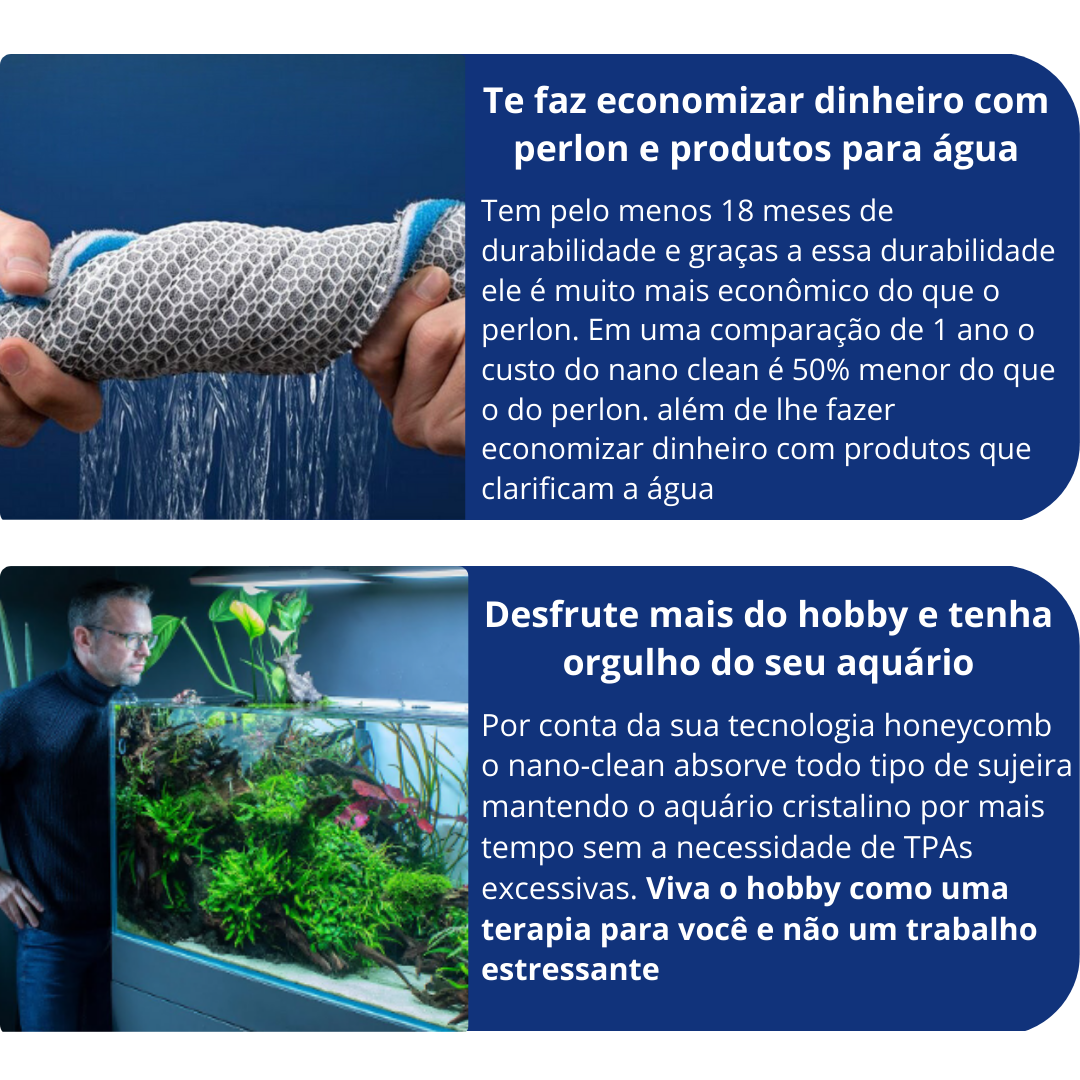 Te faz economizar dinheiro com
perlon e produtos para água
Tem pelo menos 18 meses de
durabilidade e graças a essa durabilidade
ele é muito mais econômico do que o
perlon. Em uma comparação de 1 ano o
custo do nano clean é 50% menor do que
o do perlon. além de lhe fazer
economizar dinheiro com produtos que
clarificam a água
Desfrute mais do hobby e tenha
orgulho do seu aquário
Por conta da sua tecnologia honeycomb
o nano-clean absorve todo tipo de sujeira
mantendo o aquário cristalino por mais
tempo sem a necessidade de TPAs
excessivas. Viva o hobby como uma
terapia para você e não um trabalho
estressante